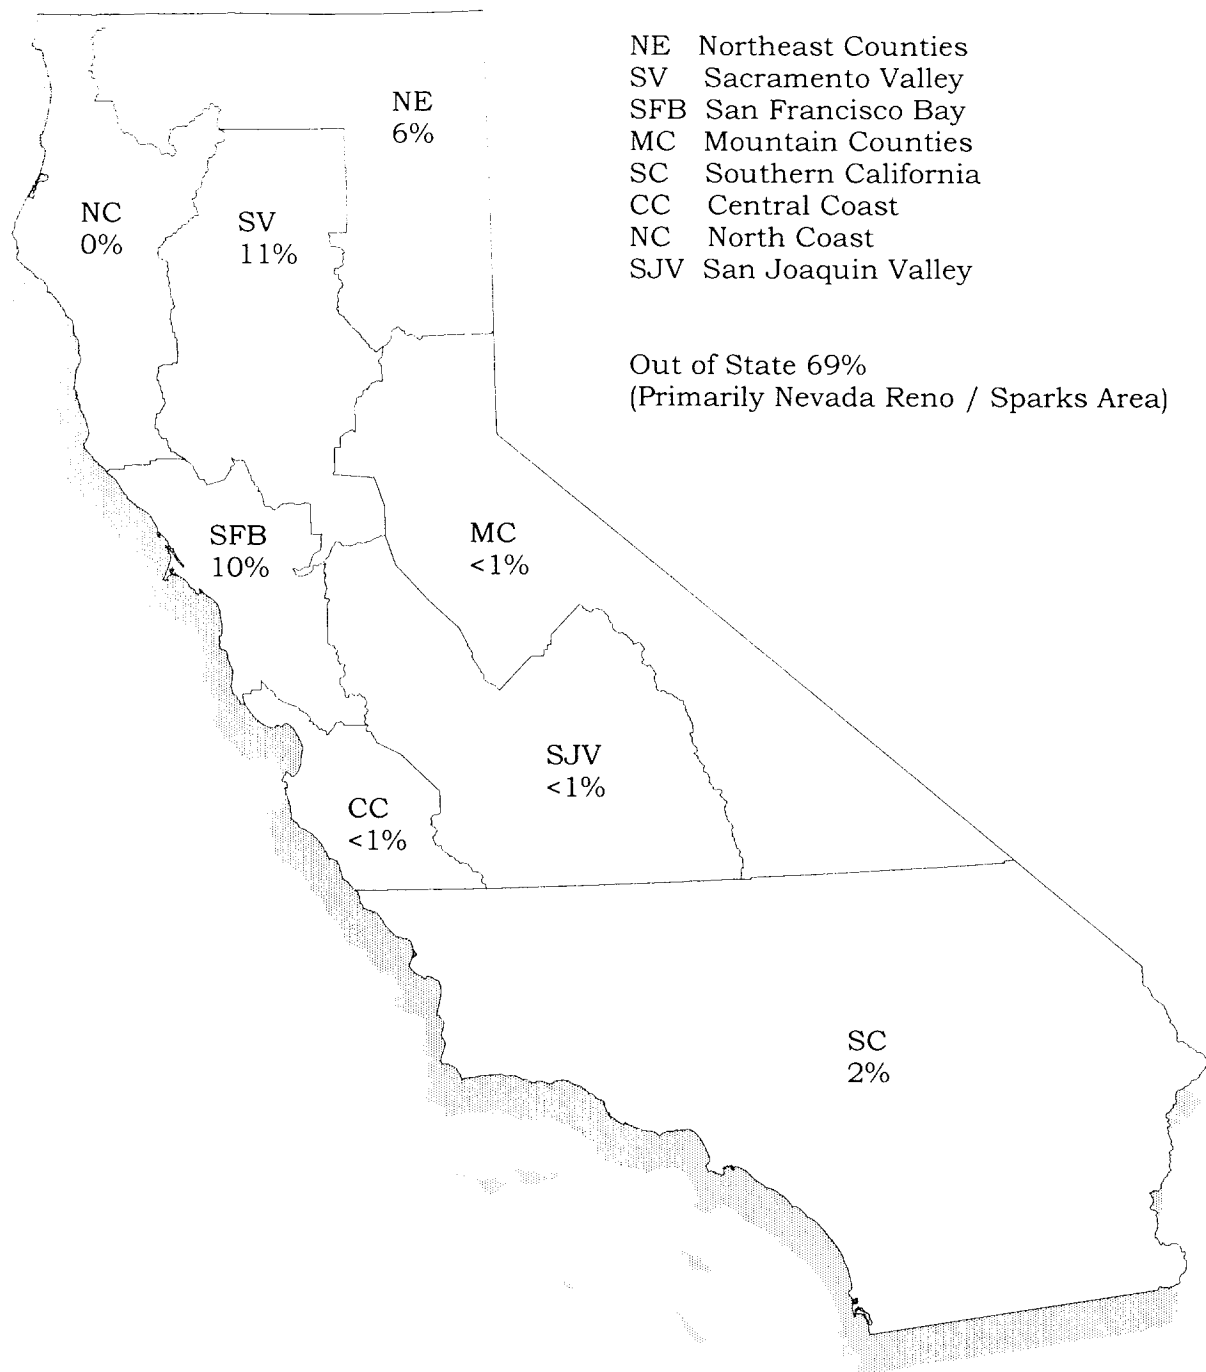 NE Northeast Counties
SV Sacramento Valley
SFB San Francisco Bay
MC Mountain Counties
SC Southern California
CC Central Coast
NC North Coast
SJV San Joaquin Valley
Out of State 69%
(Primarily Nevada Reno / Sparks Area)
NE
6%
NC
0%
SV
11%
SFB
10%
MC
<1%
SJV
<1%
CC
<1%
SC
2%